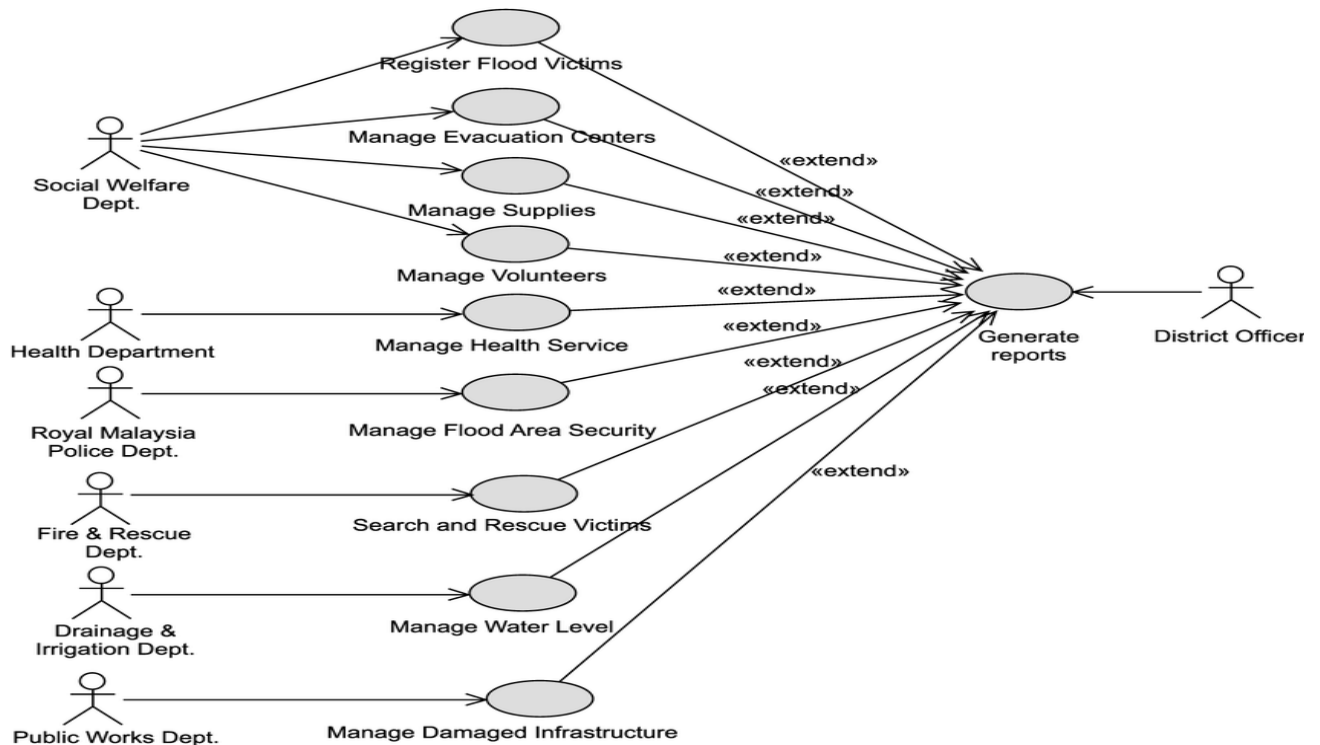 Register Flood Victims
Manage Evacuation Centers
«extend»
Social Welfare
Dept.
«extend»
Manage Supplies
«extend»
Manage Volunteers
«extend»
«extend»
Health Department
Manage Health Service
«extend»
Generate
reports
District Officer
«extend»
«extend»
Royal Malaysia
Police Dept.
Manage Flood Area Security
«extend»
Fire & Rescue
Dept.
Search and Rescue Victims
Drainage &
Irrigation Dept.
Manage Water Level
Public Works Dept.
Manage Damaged Infrastructure